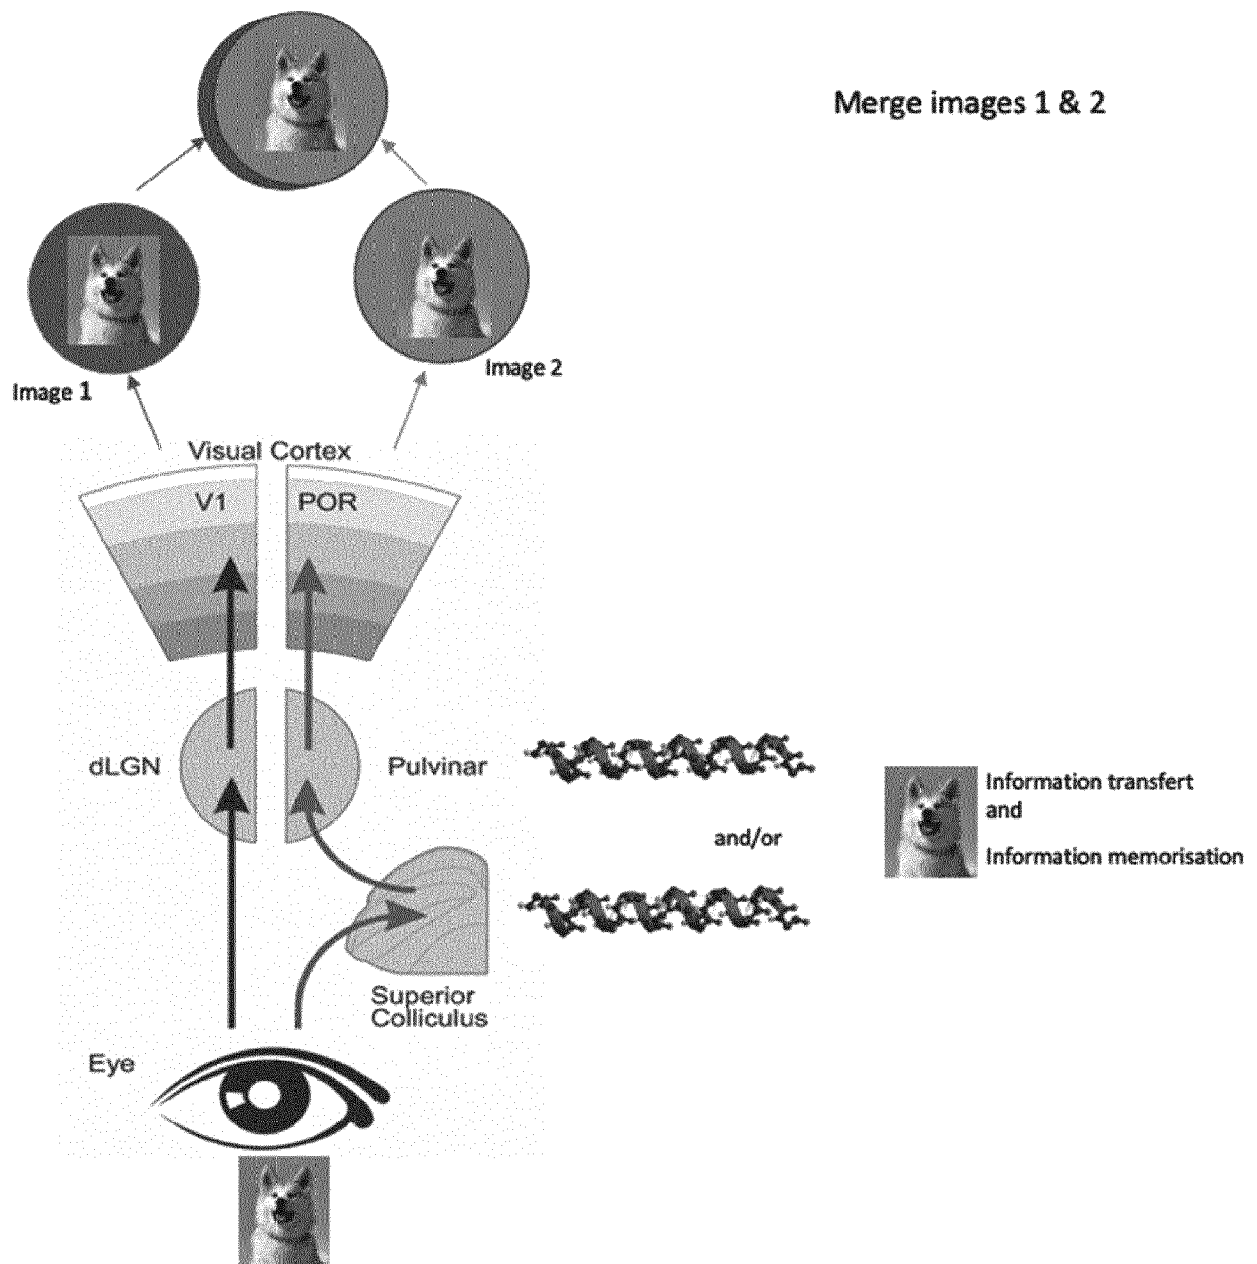 Merge images 1 & 2
Image 1
Image 2
Visual Cortex
V1
POR
dLGN
Pulvinar
and/or
Information transfert
and
Information memorisation
Superior
Colliculus
Eye